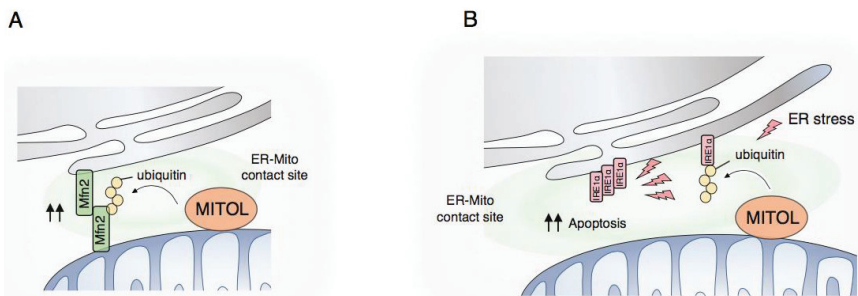 A
ER-Mito
contact site
ubiquitin
Mfn2
Mfn2
MITOL
B
ER stress
IRE1α
ubiquitin
IRE1α
IRE1α
IRE1α
ER-Mito
contact site
Apoptosis
MITOL